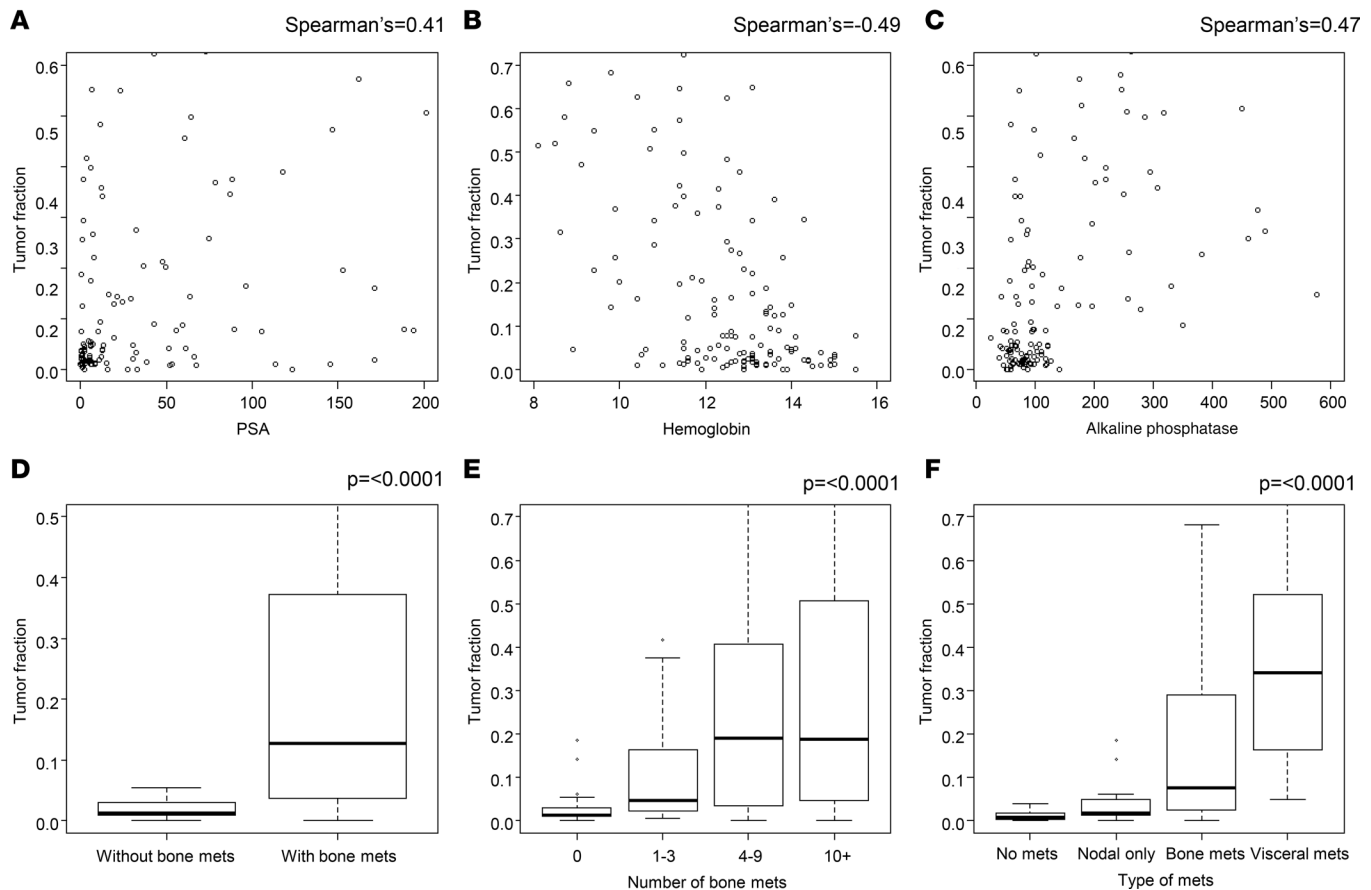 A
Spearman's=0.41
Tumor fraction
0.6
0.5
0.4
0.3
0.2
0.2
0.0
0
50
100
150
200
PSA
B
Spearman's=-0.49
Tumor fraction
0.7
0.6
0.5
0.4
0.3
0.2
0.1
0.0
8
10
12
14
16
Hemoglobin
C
Spearman's=0.47
Tumor fraction
0.6
0.5
0.4
0.3
0.2
0.2
0.0
0
100
200
300
400
500
600
Alkaline phosphatase
D
p=<0.0001
Tumor fraction
0.5
0.4
0.3
0.2
0.1
0.0
Without bone mets
With bone mets
E
p=<0.0001
Tumor fraction
0.7
0.6
0.5
0.4
0.3
0.2
0.1
0.0
0
1-3
4-9
10+
Number of bone mets
F
p=<0.0001
Tumor fraction
0.7
0.6
0.5
0.4
0.3
0.2
0.1
0.0
No mets
Nodal only
Bone mets
Visceral mets
Type of mets